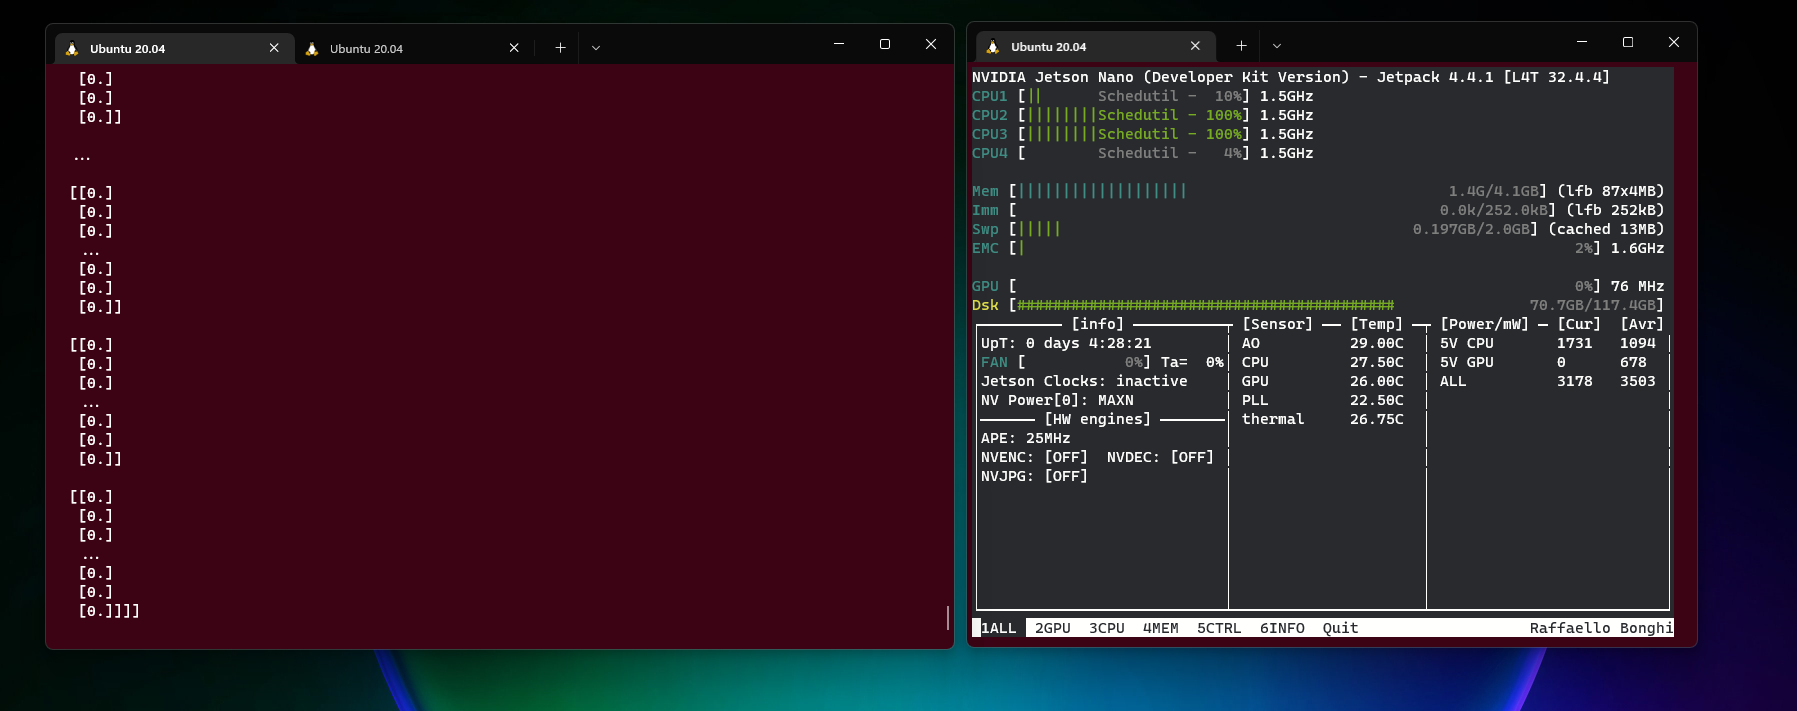 Ubuntu 20.04
Ubuntu 20.04
[0.]
[0.]
[0.]]
...
[[0.]
[0.]
[0.]
...
[0.]
[0.]
[0.]]
[[0.]
[0.]
[0.]
...
[0.]
[0.]
[0.]]
[[0.]
[0.]
[0.]
...
[0.]
[0.]
[0.]]]]
Ubuntu 20.04
NVIDIA Jetson Nano (Developer Kit Version) - Jetpack 4.4.1 [L4T 32.4.4]
CPU1 [|| Schedutil - 10%] 1.5GHz
CPU2 [||||||||Schedutil - 100%] 1.5GHz
CPU3 [||||||||Schedutil - 100%] 1.5GHz
CPU4 [ Schedutil - 4%] 1.5GHz
Mem [||||||||||||||||||| 1.4G/4.1GB] (lfb 87x4MB)
Imm [ 0.0k/252.0kB] (lfb 252kB)
Swp [||||| 0.197GB/2.0GB] (cached 13MB)
EMC [| 2%] 1.6GHz
GPU [ 0%] 76 MHz
Dsk [########################################## 70.7GB/117.4GB]
[info] [Sensor] [Temp] [Power/mW] [Cur] [Avr]
UpT: 0 days 4:28:21 AO 29.00C 5V CPU 1731 1094
FAN [ 0%] Ta= 0% CPU 27.50C 5V GPU 0 678
Jetson Clocks: inactive GPU 26.00C ALL 3178 3503
NV Power[0]: MAXN PLL 22.50C
[HW engines] thermal 26.75C
APE: 25MHz
NVENC: [OFF] NVDEC: [OFF]
NVJPG: [OFF]
1ALL 2GPU 3CPU 4MEM 5CTRL 6INFO Quit Raffaello Bonghi